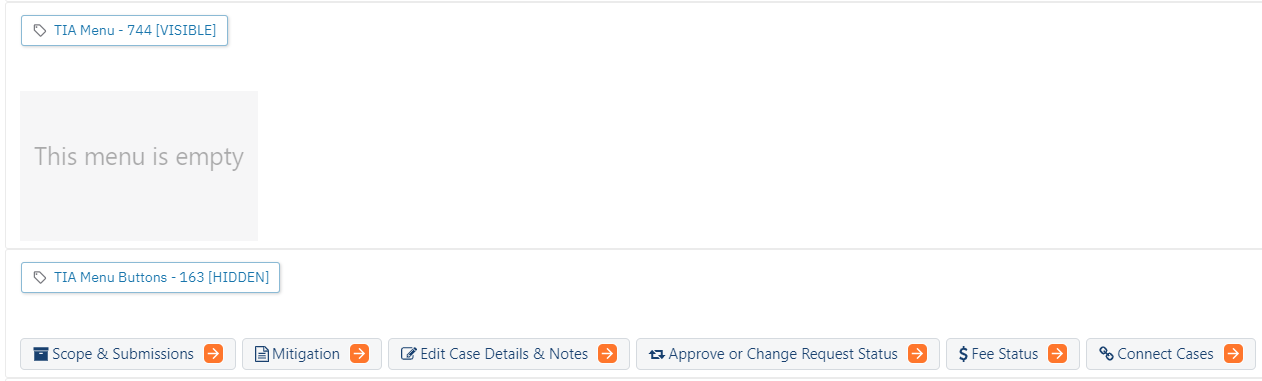 TIA Menu - 744 [VISIBLE]
This menu is empty
TIA Menu Buttons - 163 [HIDDEN]
Scope & Submissions Mitigation Edit Case Details & Notes Approve or Change Request Status Fee Status Connect Cases